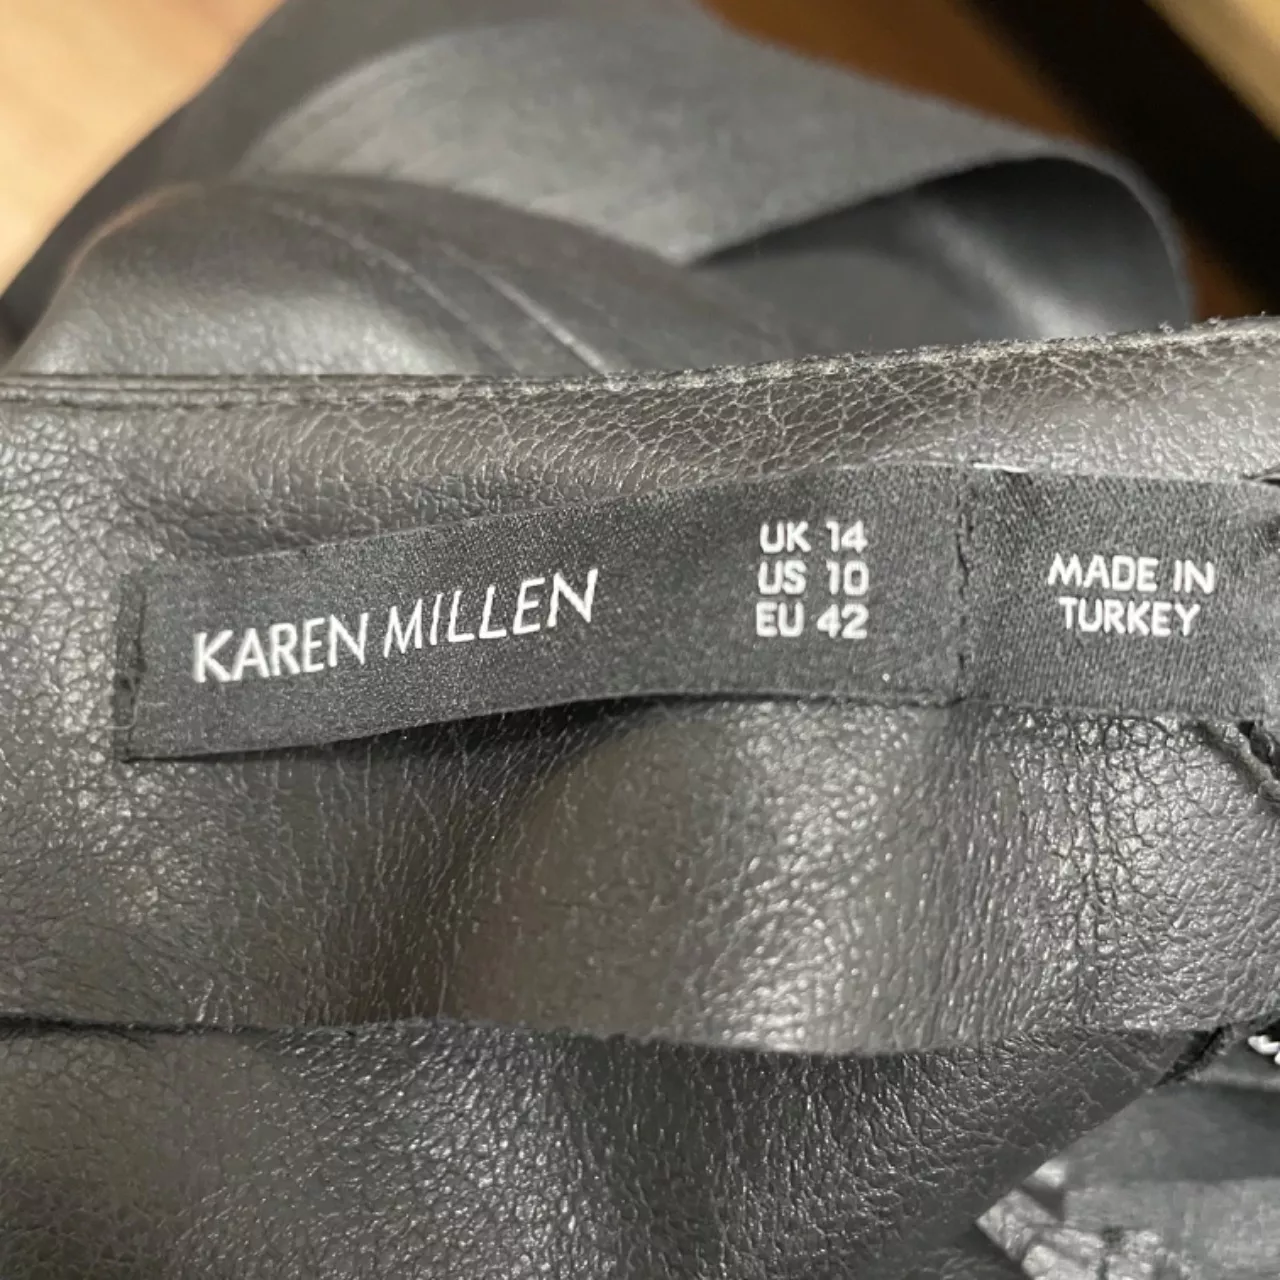 KAREN MILLEN
UK 14
US 10
EU 42
MADE IN
TURKEY